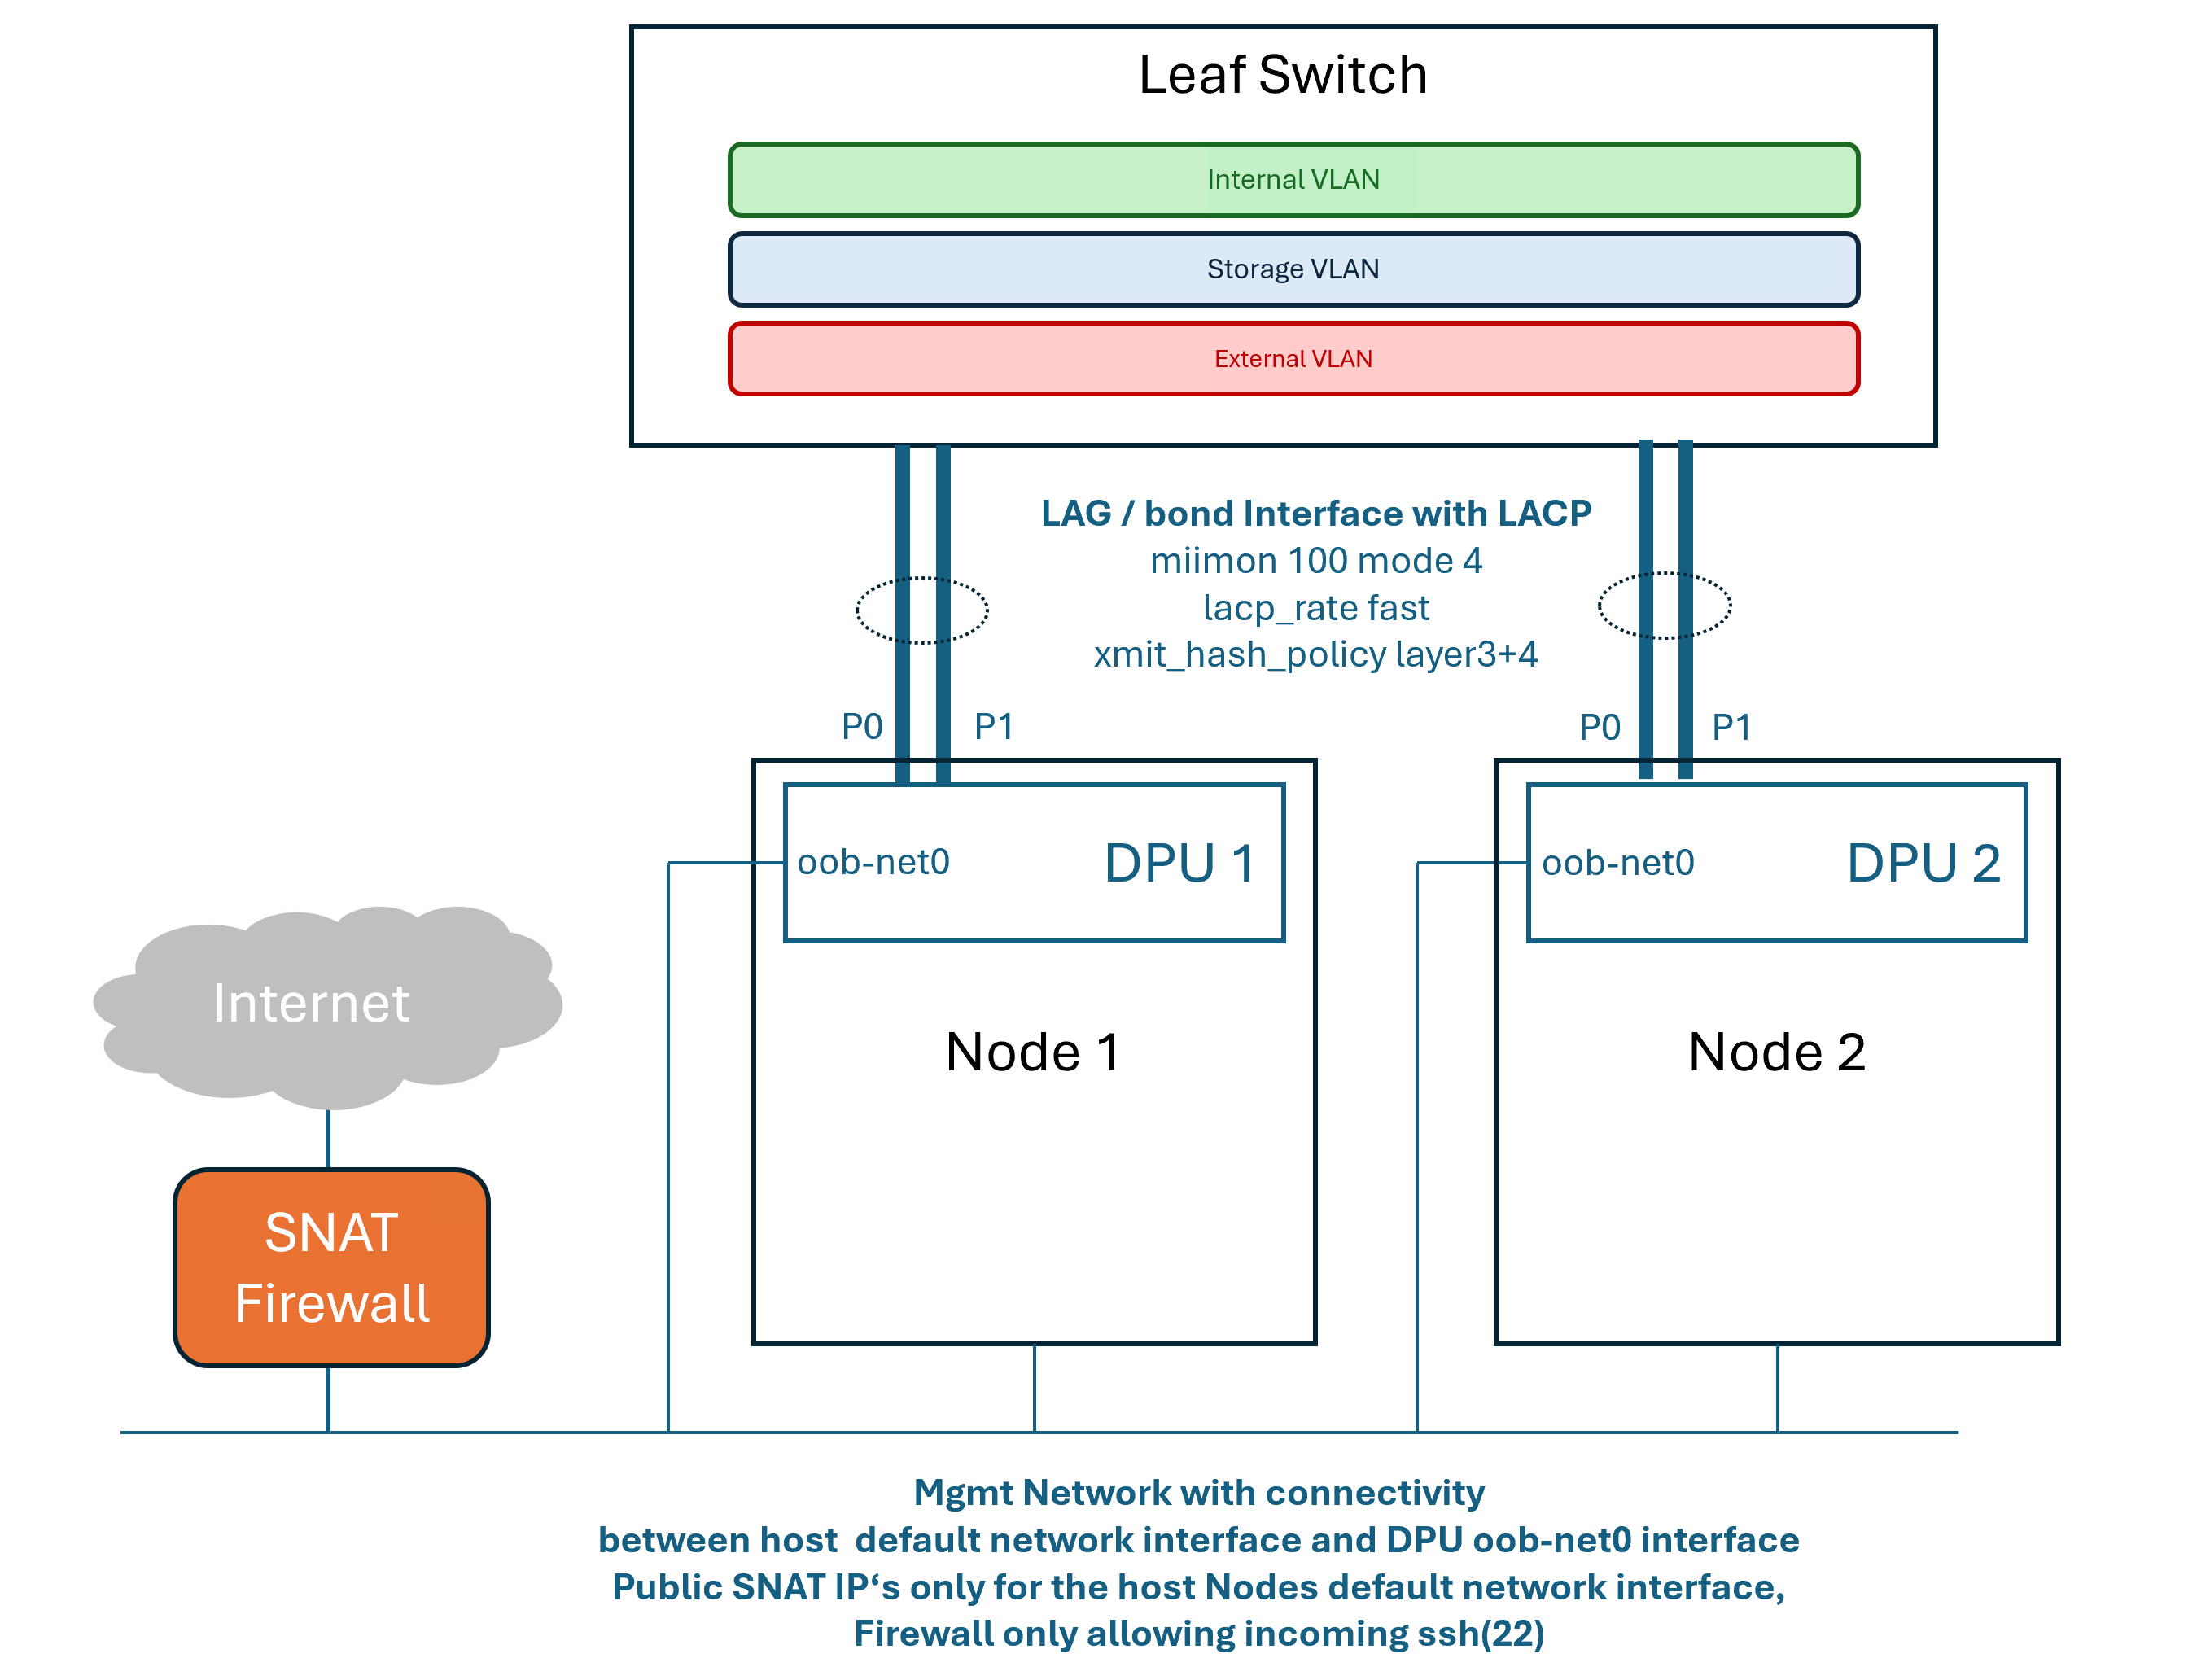 Leaf Switch
Internal VLAN
Storage VLAN
External VLAN
LAG / bond Interface with LACP
miimon 100 mode 4
lacp_rate fast
xmit_hash_policy layer3+4
P0
P1
P0
P1
oob-net0
DPU 1
oob-net0
DPU 2
Internet
Node 1
Node 2
SNAT
Firewall
Mgmt Network with connectivity
between host  default network interface and DPU oob-net0 interface
Public SNAT IP‘s only for the host Nodes default network interface,
Firewall only allowing incoming ssh(22)